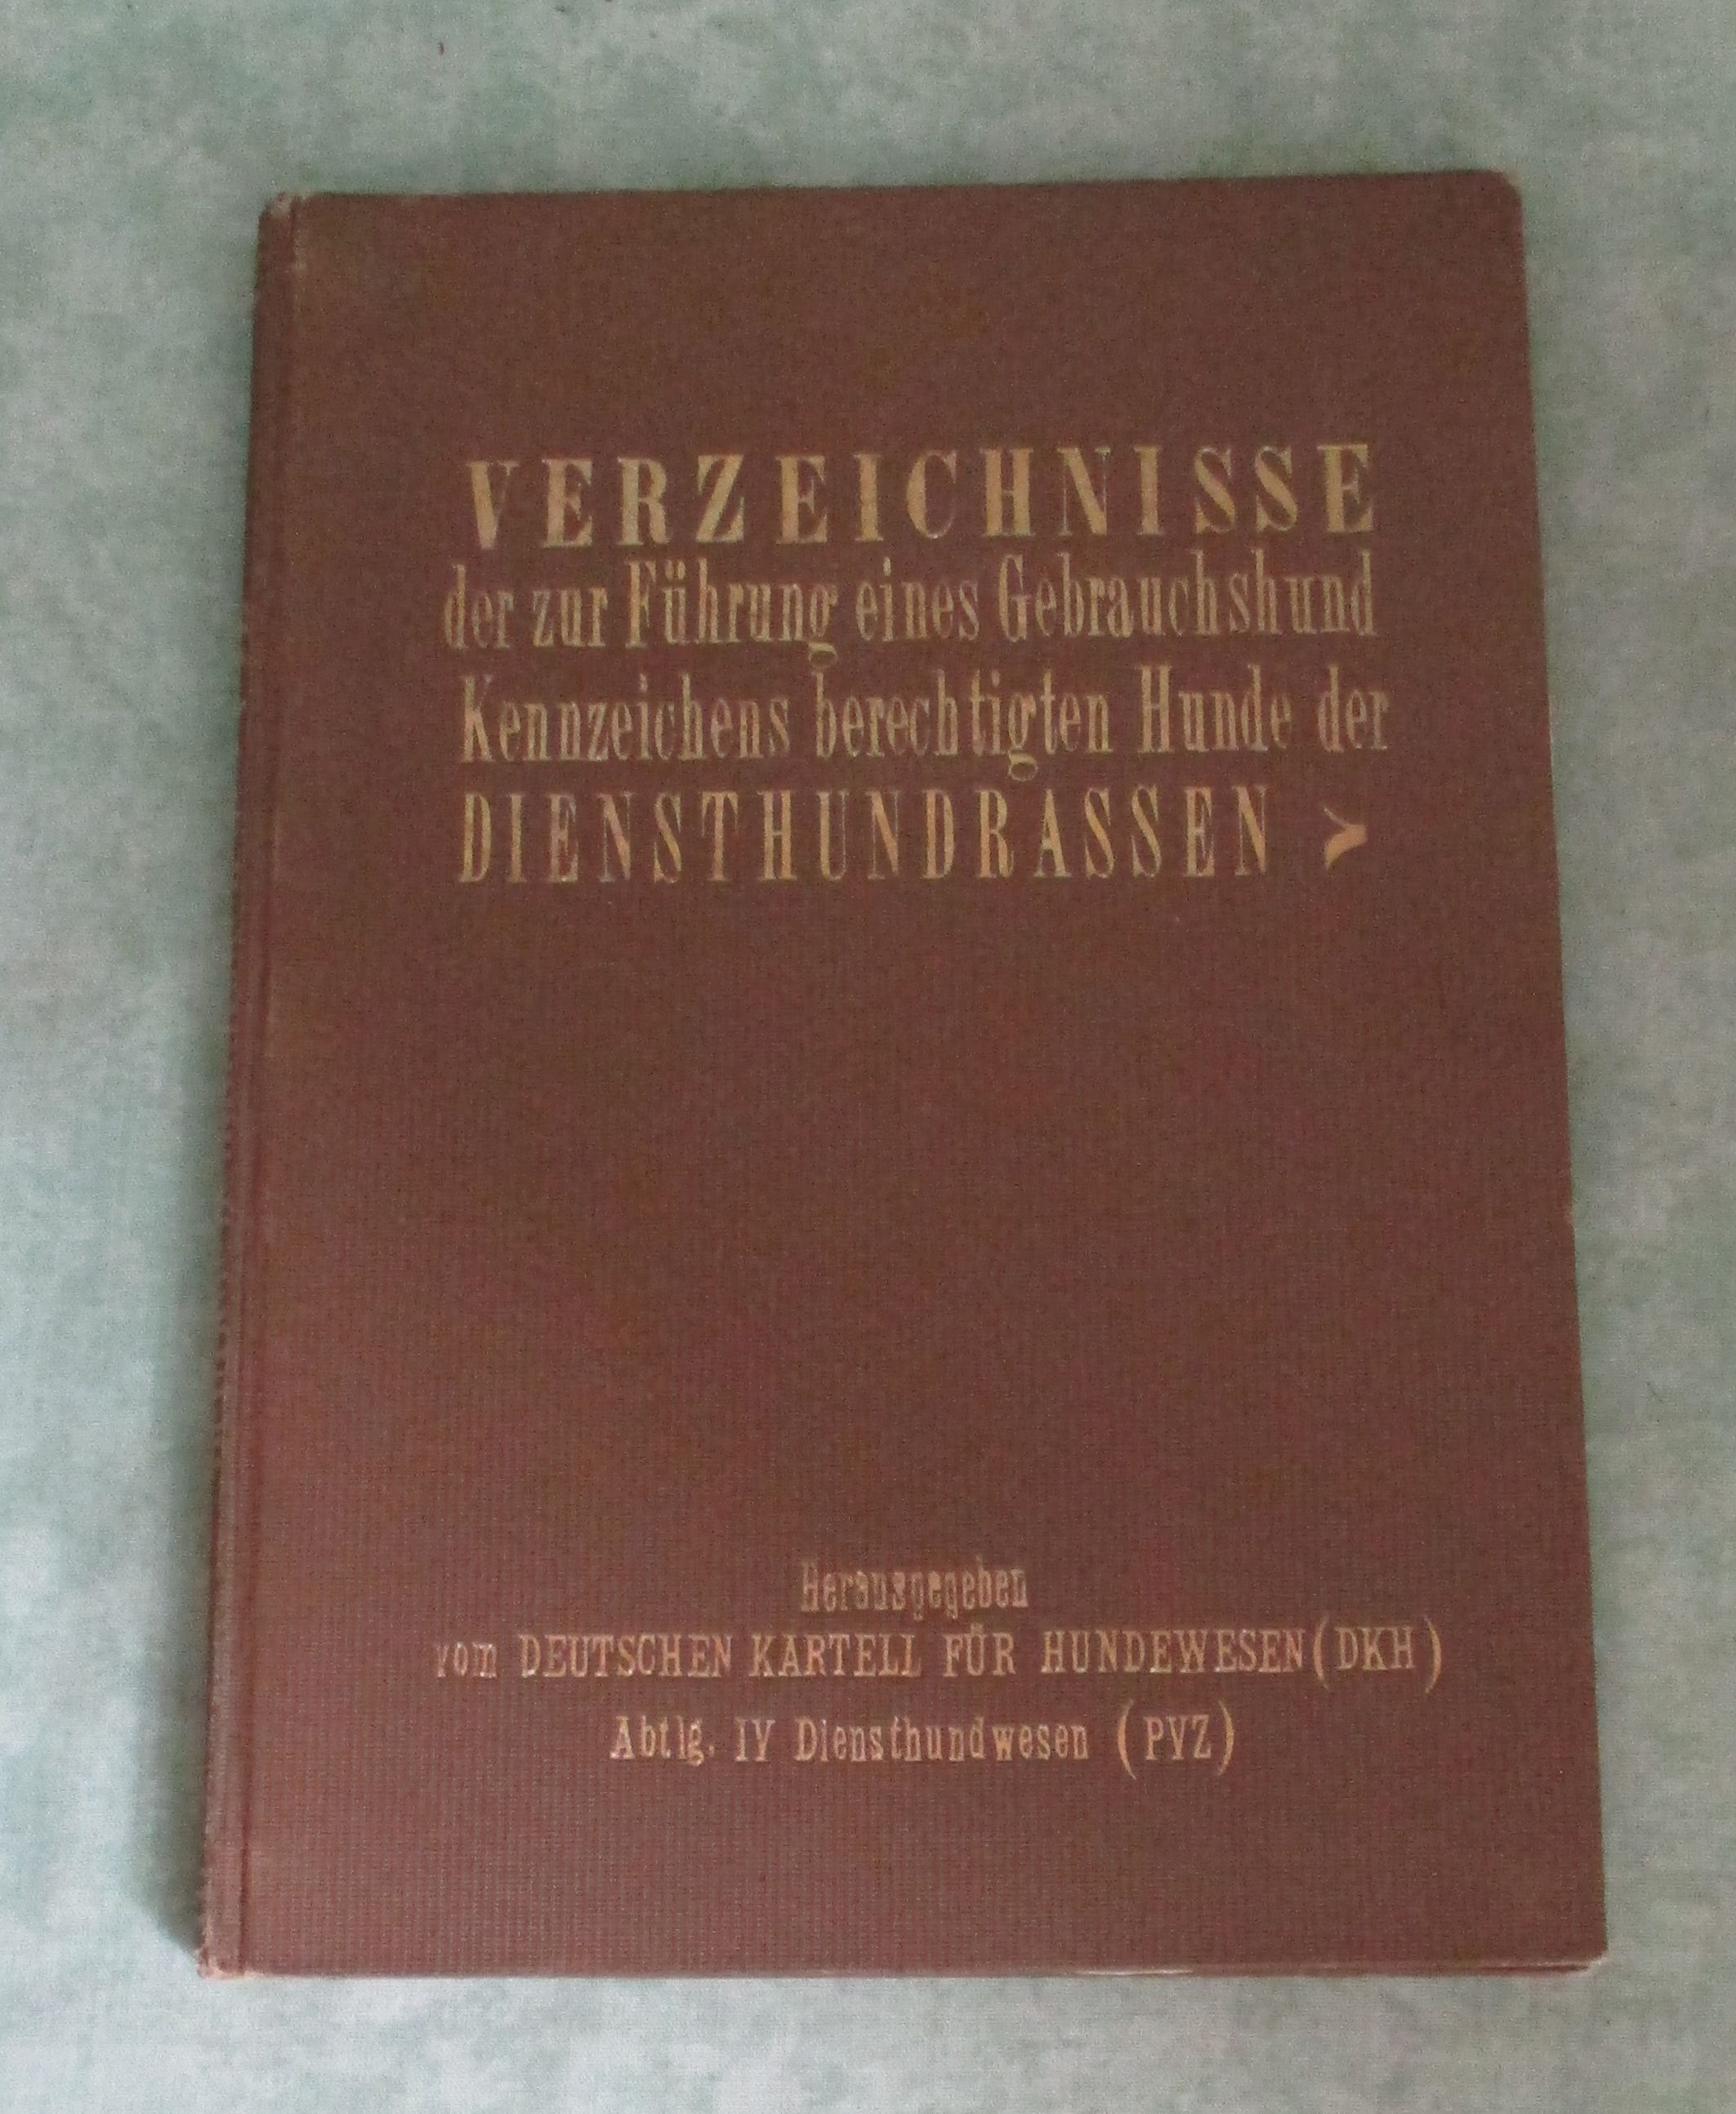 VERZEICHNISSE
der zur Führung eines Gebrauchshund
Kennzeichens berechtigten Hunde der
DIENSTHUNDRASSEN
Herausgegeben
vom DEUTSCHEN KARTELL FÜR HUNDEWESEN (DKH)
Abtlg. IV Diensthundwesen (PVZ)